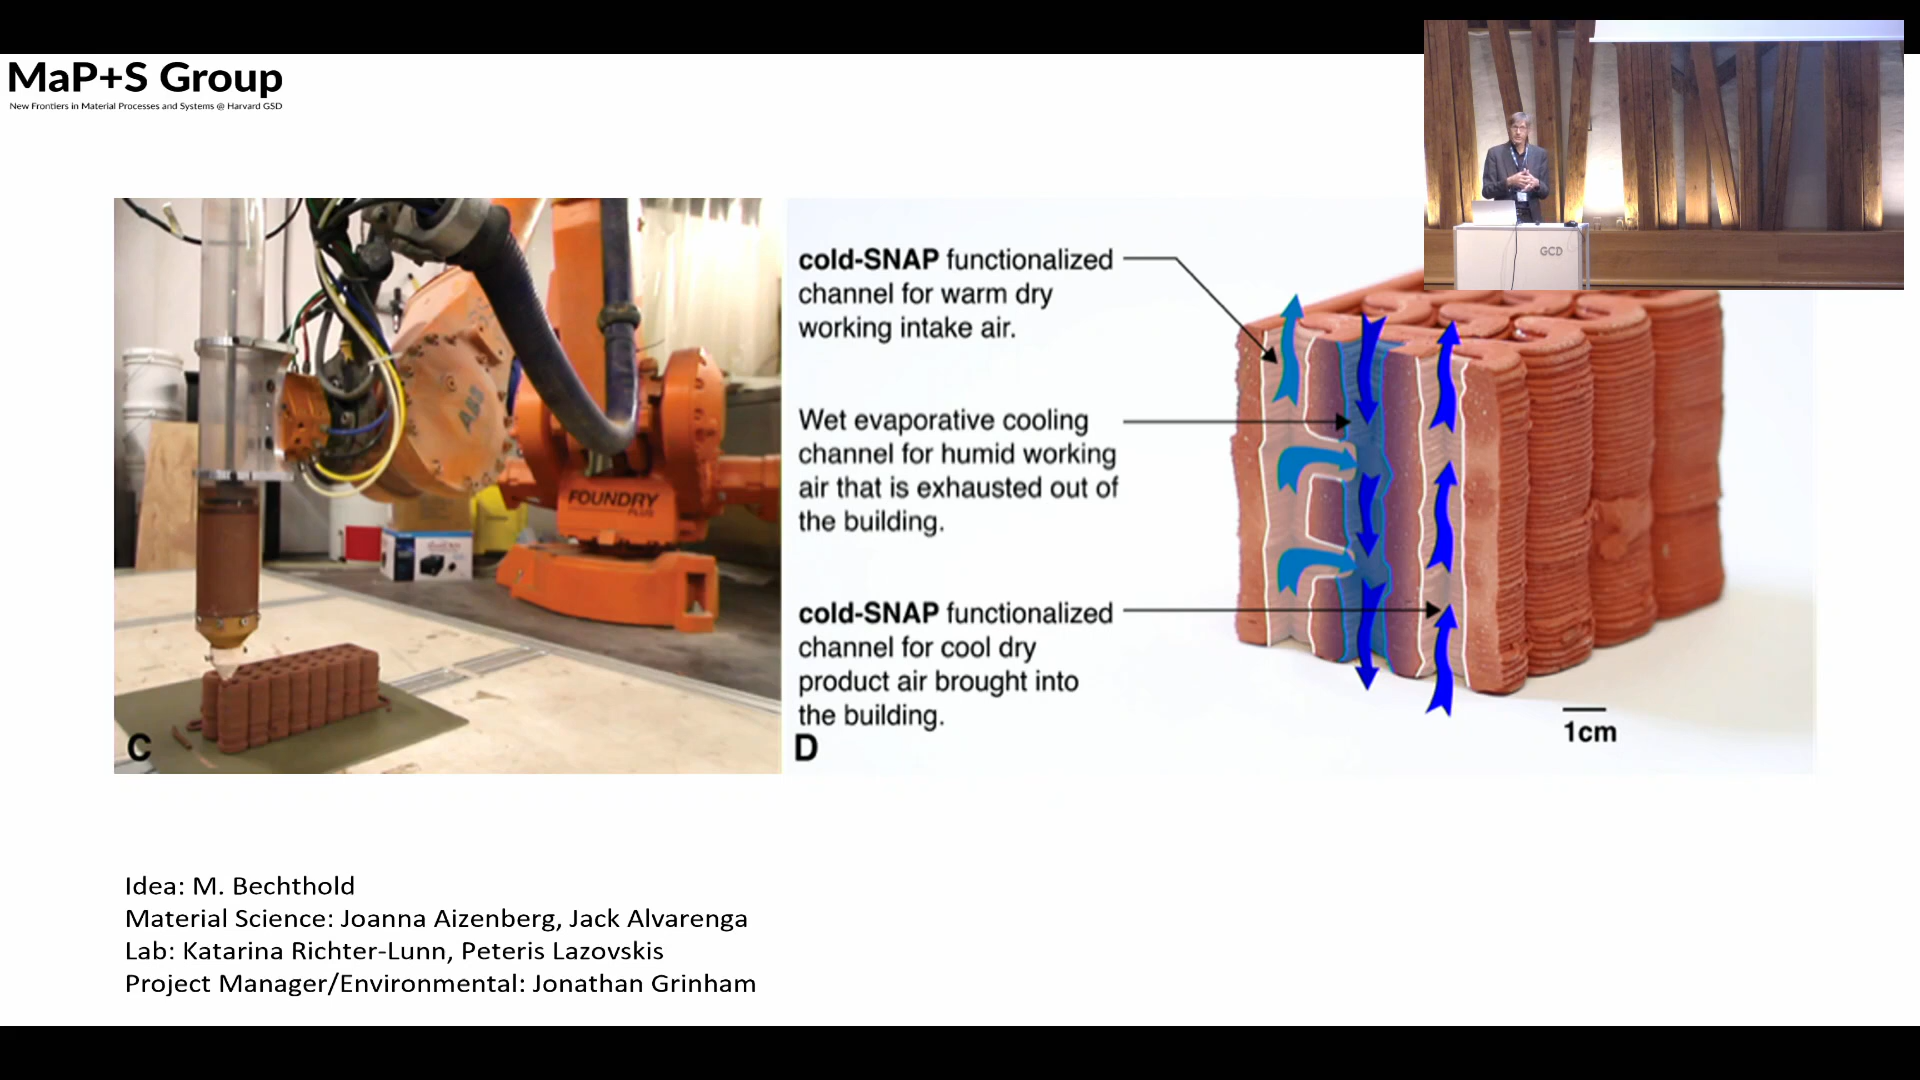 MaP+S Group
New Frontiers in Material Processes and Systems @ Harvard GSD
GCD
ABB
FOUNDRY
PLUS
C
cold-SNAP functionalized
channel for warm dry
working intake air.
Wet evaporative cooling
channel for humid working
air that is exhausted out of
the building.
cold-SNAP functionalized
channel for cool dry
product air brought into
the building.
D
1cm
Idea: M. Bechthold
Material Science: Joanna Aizenberg, Jack Alvarenga
Lab: Katarina Richter-Lunn, Peteris Lazovskis
Project Manager/Environmental: Jonathan Grinham